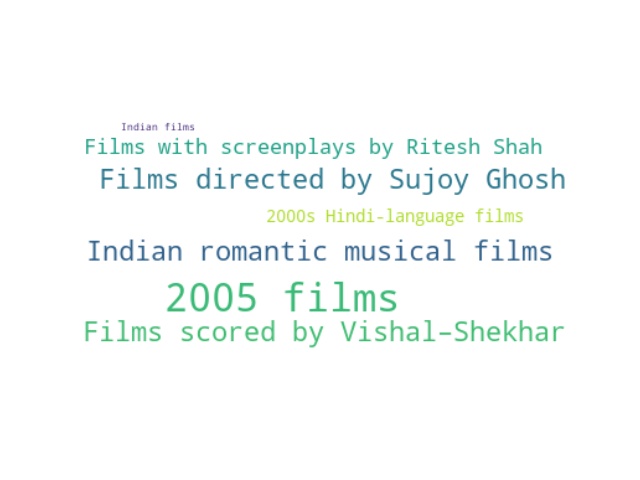 Indian films
Films with screenplays by Ritesh Shah
Films directed by Sujoy Ghosh
2000s Hindi-language films
Indian romantic musical films
2005 films
Films scored by Vishal–Shekhar